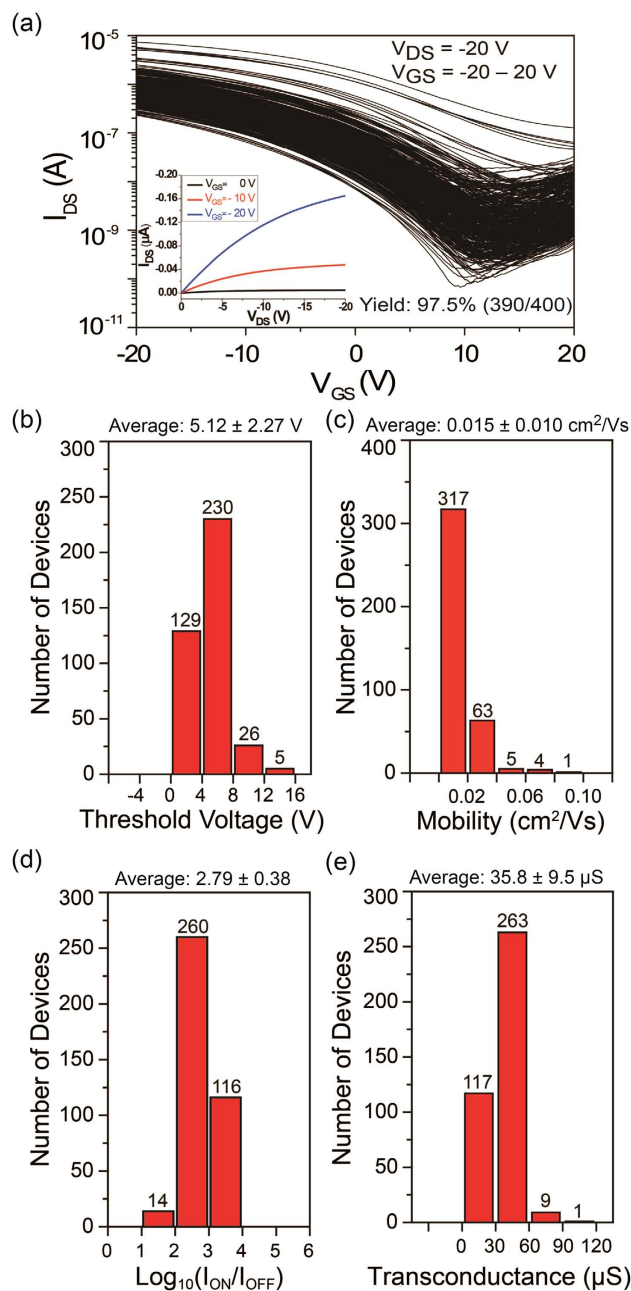 (a)
V_DS = -20 V
V_GS = -20 – 20 V
10^-5
10^-7
10^-9
10^-11
I_DS (A)
-0.20
-0.16
-0.12
-0.08
-0.04
0.00
I_DS (µA)
V_GS = 0 V
V_GS = - 10 V
V_GS = - 20 V
0 -5 -10 -15 -20
V_DS (V)
Yield: 97.5% (390/400)
-20 -10 0 10 20
V_GS (V)
(b)
Average: 5.12 ± 2.27 V
300
250
200
150
100
50
0
Number of Devices
129
230
26
5
-4 0 4 8 12 16
Threshold Voltage (V)
(c)
Average: 0.015 ± 0.010 cm²/Vs
400
300
200
100
0
Number of Devices
317
63
5
4
1
0.02 0.06 0.10
Mobility (cm²/Vs)
(d)
Average: 2.79 ± 0.38
300
250
200
150
100
50
0
Number of Devices
14
260
116
0 1 2 3 4 5 6
Log₁₀(I_ON/I_OFF)
(e)
Average: 35.8 ± 9.5 µS
300
250
200
150
100
50
0
Number of Devices
117
263
9
1
0 30 60 90 120
Transconductance (µS)